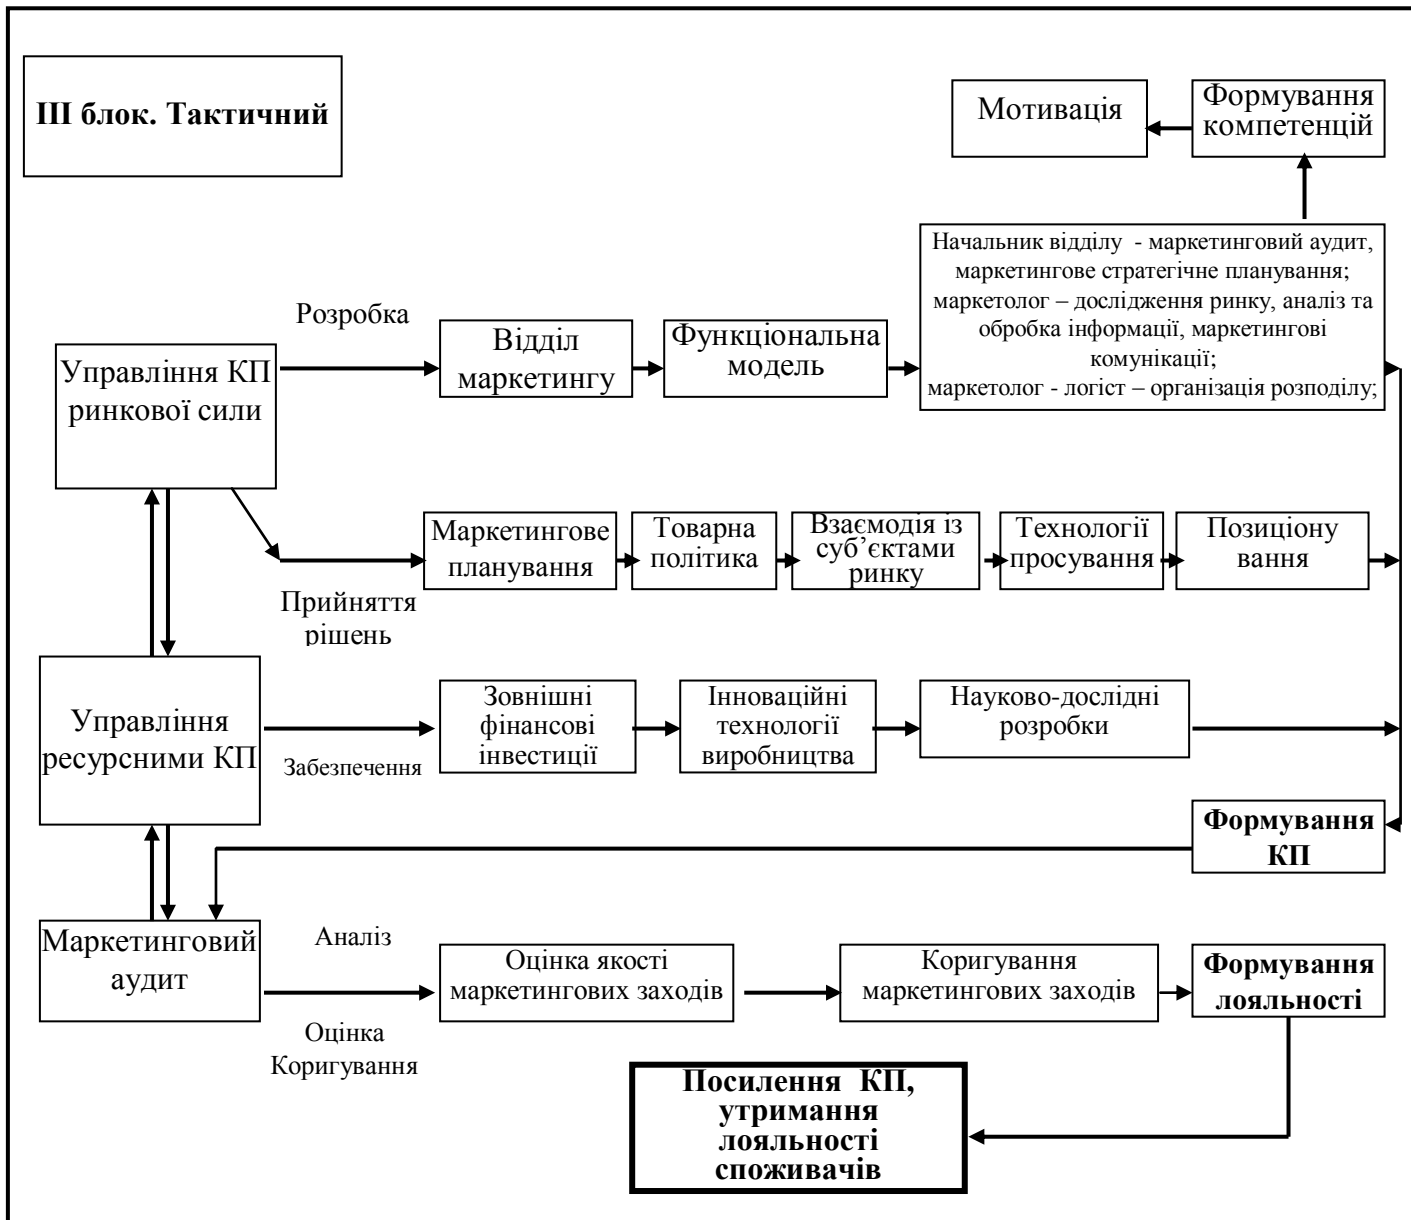 ІІІ блок. Тактичний
Мотивація
Формування
компетенцій
Начальник відділу - маркетинговий аудит,
маркетингове стратегічне планування;
маркетолог – дослідження ринку, аналіз та
обробка інформації, маркетингові
комунікації;
маркетолог - логіст – організація розподілу;
Розробка
Відділ
маркетингу
Функціональна
модель
Управління КП
ринкової сили
Маркетингове
планування
Товарна
політика
Взаємодія із
суб’єктами
ринку
Технології
просування
Позиціону
вання
Прийняття
рішень
Управління
ресурсними КП
Забезпечення
Зовнішні
фінансові
інвестиції
Інноваційні
технології
виробництва
Науково-дослідні
розробки
Формування
КП
Маркетинговий
аудит
Аналіз
Оцінка
Коригування
Оцінка якості
маркетингових заходів
Коригування
маркетингових заходів
Формування
лояльності
Посилення КП,
утримання
лояльності
споживачів